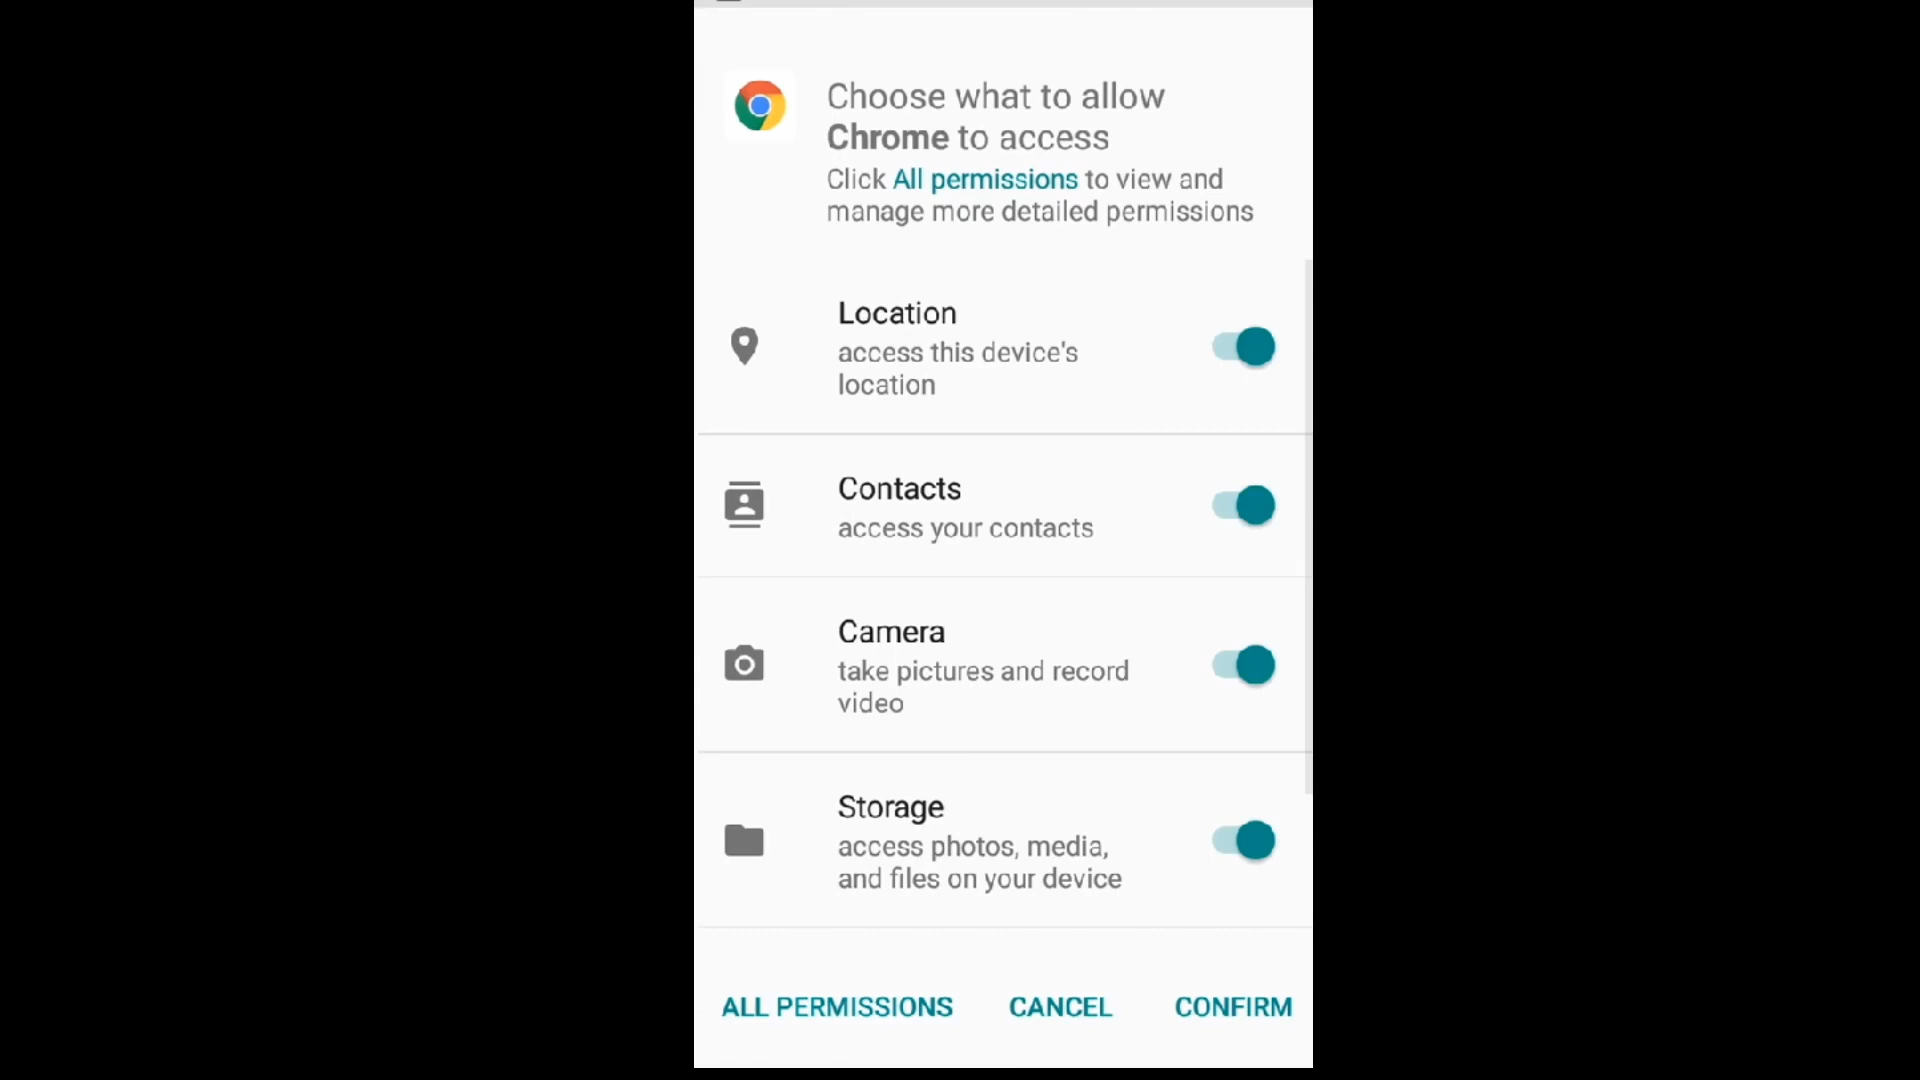 Choose what to allow
Chrome to access
Click All permissions to view and
manage more detailed permissions
Location
access this device's
location
Contacts
access your contacts
Camera
take pictures and record
video
Storage
access photos, media,
and files on your device
ALL PERMISSIONS CANCEL CONFIRM